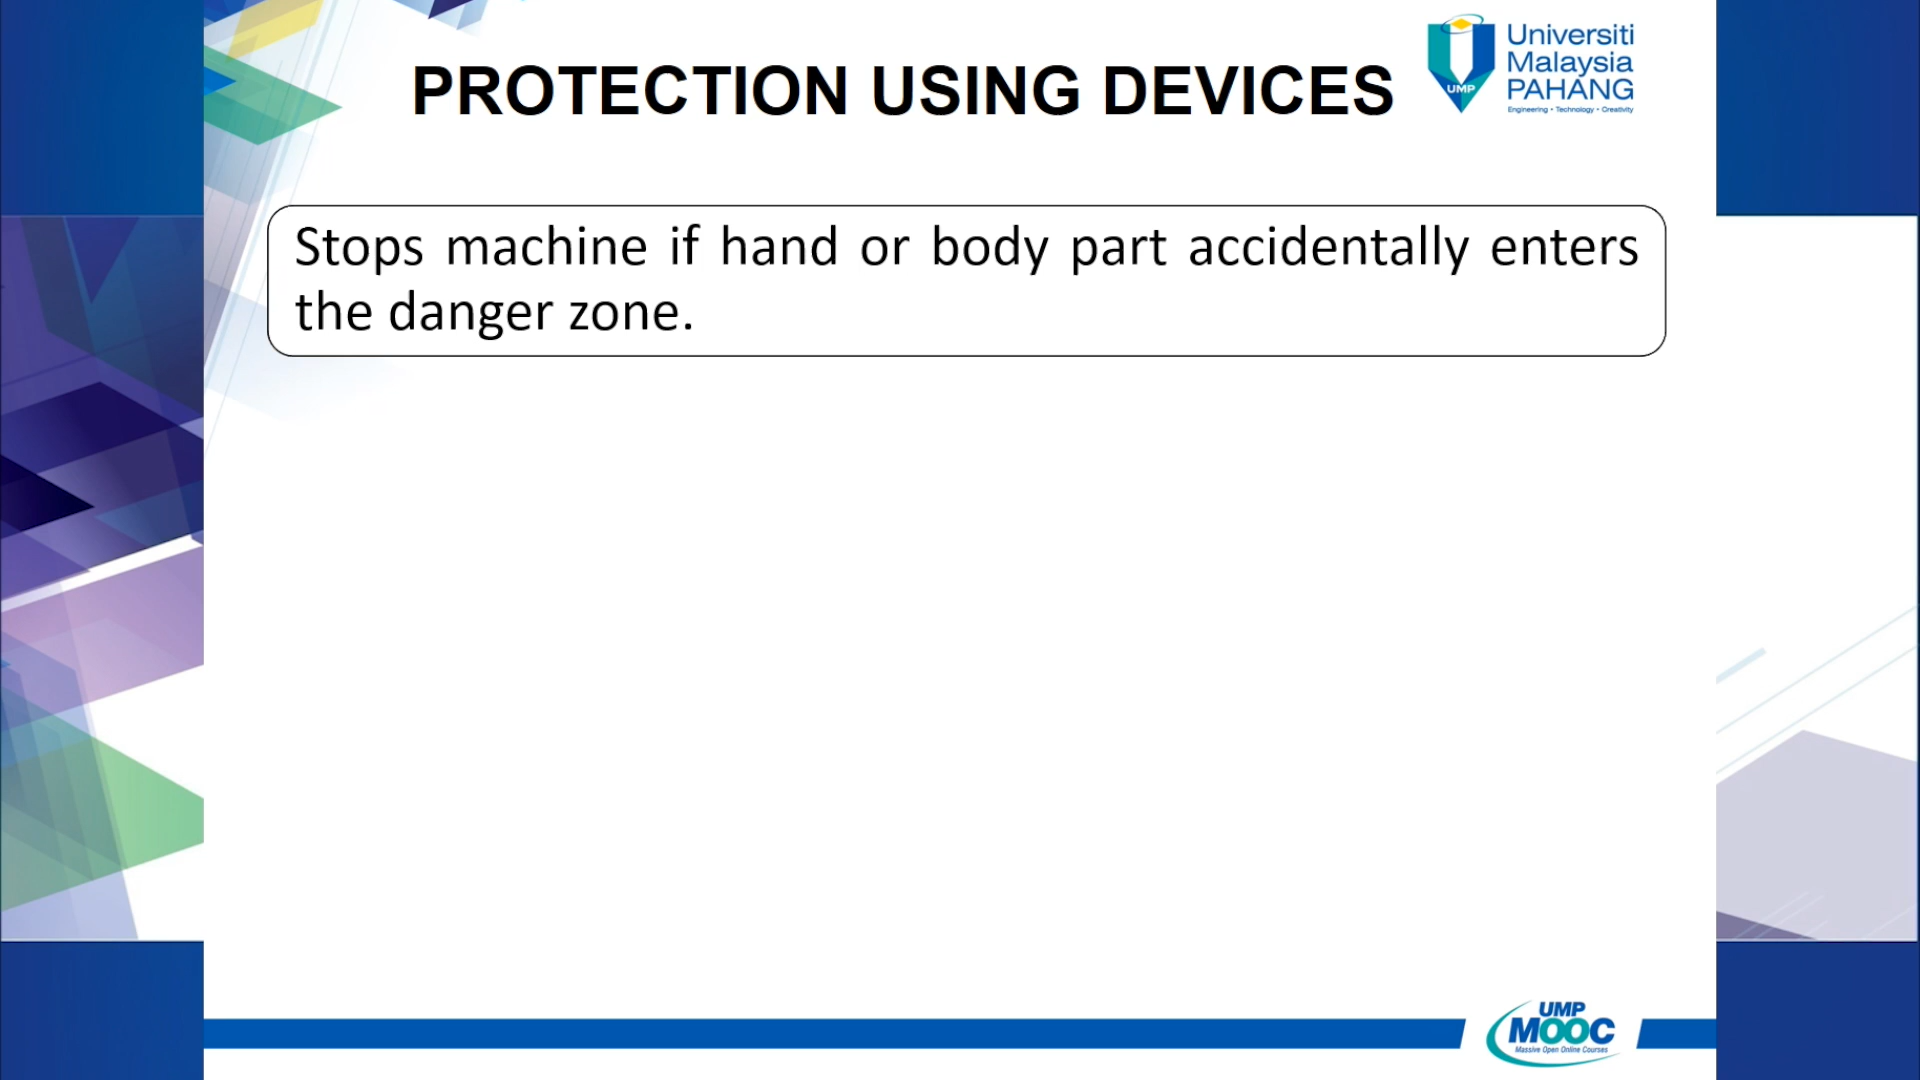 PROTECTION USING DEVICES
Universiti
Malaysia
PAHANG
Engineering • Technology • Creativity
UMP
Stops machine if hand or body part accidentally enters
the danger zone.
UMP
MOOC
Massive Open Online Courses